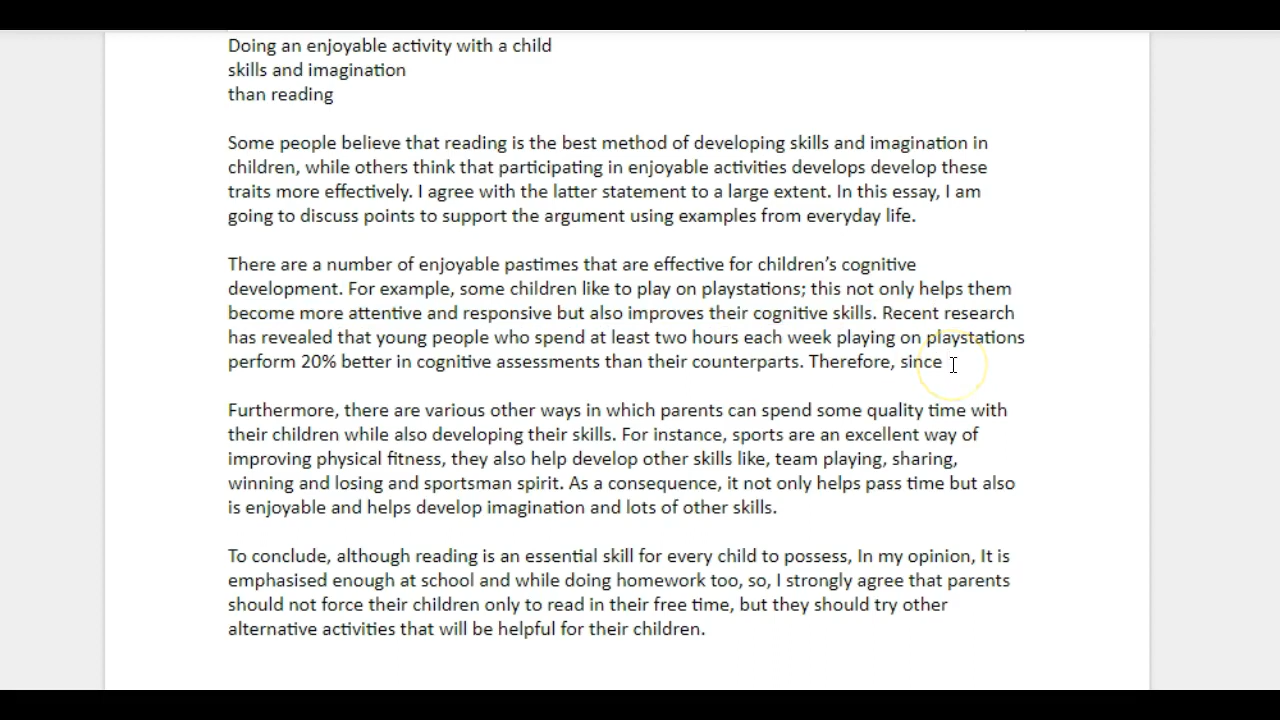 Doing an enjoyable activity with a child
skills and imagination
than reading
Some people believe that reading is the best method of developing skills and imagination in
children, while others think that participating in enjoyable activities develops develop these
traits more effectively. I agree with the latter statement to a large extent. In this essay, I am
going to discuss points to support the argument using examples from everyday life.
There are a number of enjoyable pastimes that are effective for children’s cognitive
development. For example, some children like to play on playstations; this not only helps them
become more attentive and responsive but also improves their cognitive skills. Recent research
has revealed that young people who spend at least two hours each week playing on playstations
perform 20% better in cognitive assessments than their counterparts. Therefore, since
Furthermore, there are various other ways in which parents can spend some quality time with
their children while also developing their skills. For instance, sports are an excellent way of
improving physical fitness, they also help develop other skills like, team playing, sharing,
winning and losing and sportsman spirit. As a consequence, it not only helps pass time but also
is enjoyable and helps develop imagination and lots of other skills.
To conclude, although reading is an essential skill for every child to possess, In my opinion, It is
emphasised enough at school and while doing homework too, so, I strongly agree that parents
should not force their children only to read in their free time, but they should try other
alternative activities that will be helpful for their children.